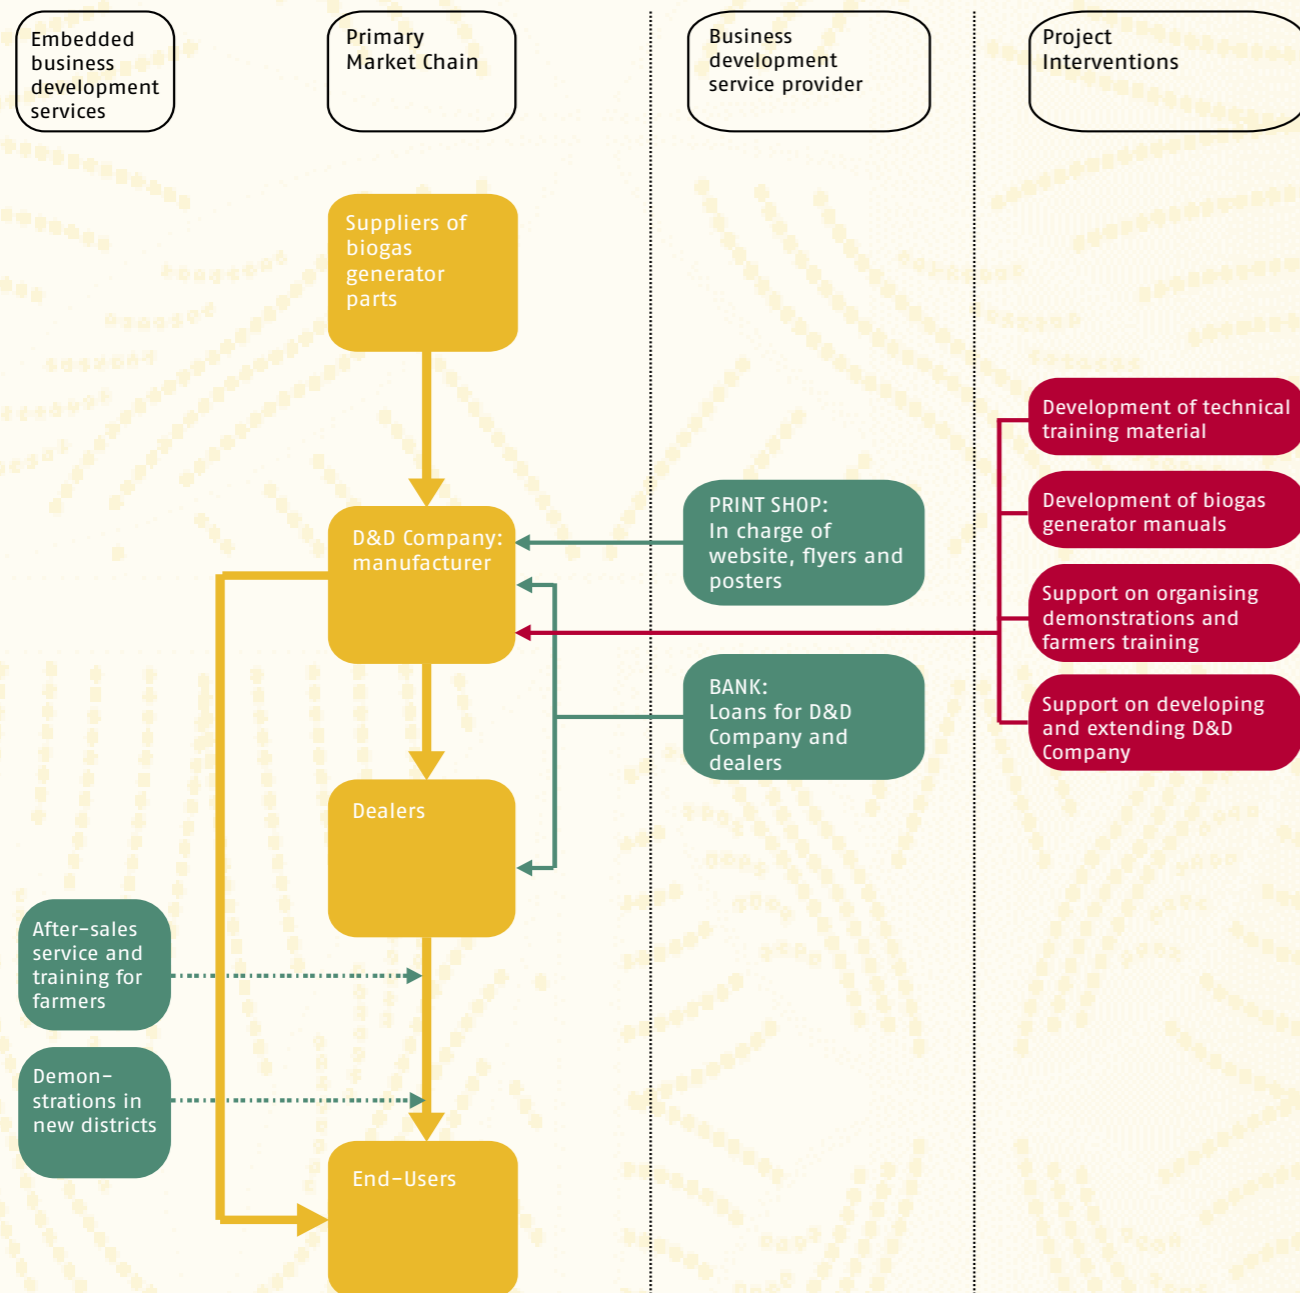 Embedded
business
development
services
Primary
Market Chain
Business
development
service provider
Project
Interventions
Suppliers of
biogas
generator
parts
Development of technical
training material
Development of biogas
generator manuals
Support on organising
demonstrations and
farmers training
Support on developing
and extending D&D
Company
PRINT SHOP:
In charge of
website, flyers and
posters
D&D Company:
manufacturer
BANK:
Loans for D&D
Company and
dealers
Dealers
After-sales
service and
training for
farmers
Demon-
strations in
new districts
End-Users